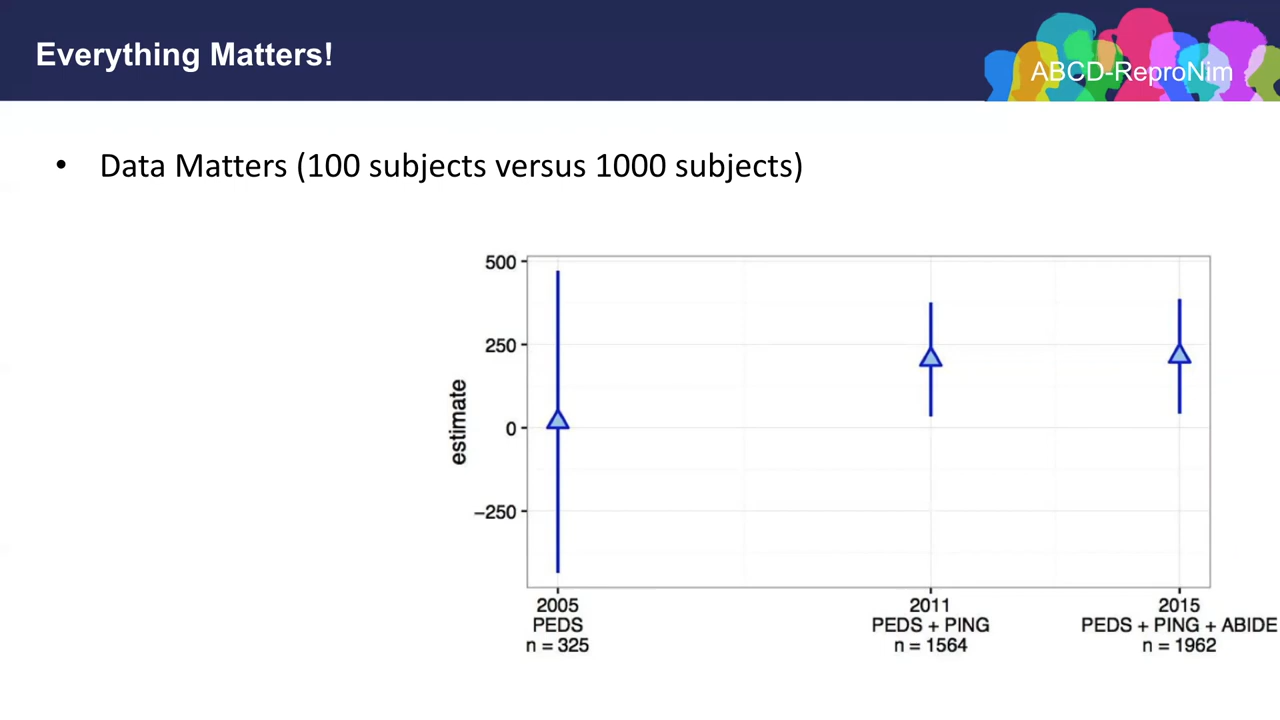 Everything Matters!
ABCD-ReproNim
• Data Matters (100 subjects versus 1000 subjects)
500
250
0
−250
estimate
2005
PEDS
n = 325
2011
PEDS + PING
n = 1564
2015
PEDS + PING + ABIDE
n = 1962